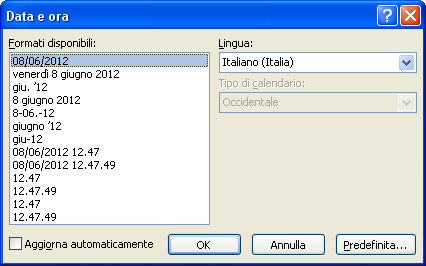 Data e ora
Formati disponibili:
08/06/2012
venerdì 8 giugno 2012
giu. '12
8 giugno 2012
8-06.-12
giugno '12
giu-12
08/06/2012 12.47
08/06/2012 12.47.49
12.47
12.47.49
12.47
12.47.49
Lingua:
Italiano (Italia)
Tipo di calendario:
Occidentale
Aggiorna automaticamente
OK
Annulla
Predefinita...